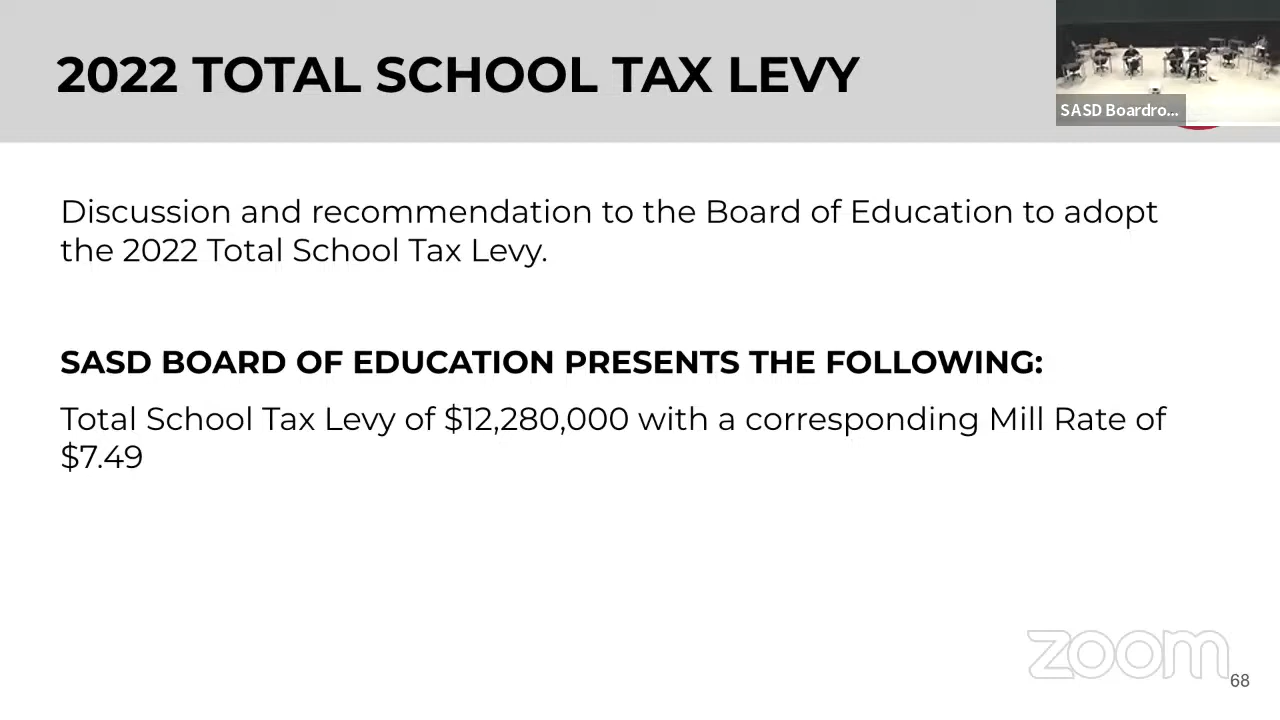 2022 TOTAL SCHOOL TAX LEVY
SASD Boardro...
Discussion and recommendation to the Board of Education to adopt
the 2022 Total School Tax Levy.
SASD BOARD OF EDUCATION PRESENTS THE FOLLOWING:
Total School Tax Levy of $12,280,000 with a corresponding Mill Rate of
$7.49
zoom
68